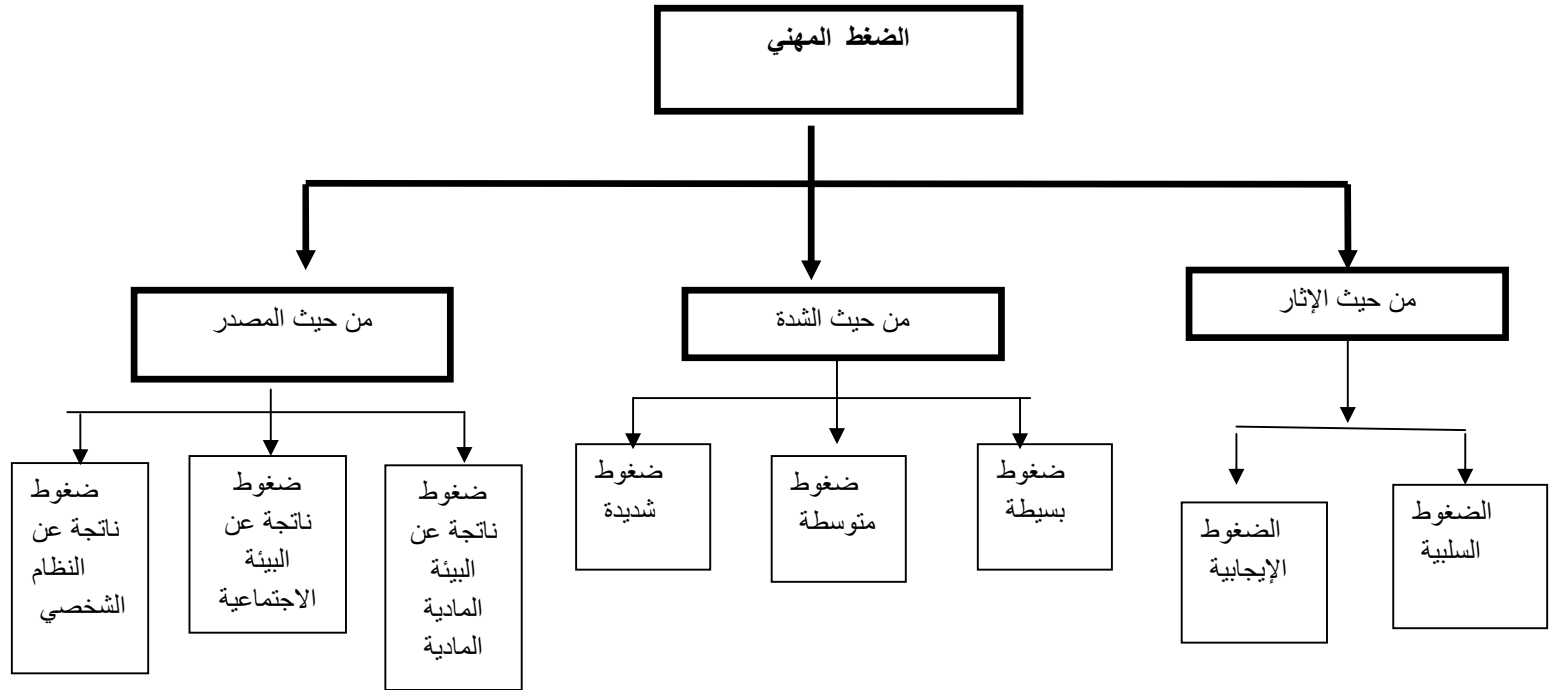 الضغط المهني
من حيث الإثار
من حيث الشدة
من حيث المصدر
الضغوط
السلبية
الضغوط
الإيجابية
ضغوط
بسيطة
ضغوط
متوسطة
ضغوط
شديدة
ضغوط
ناتجة عن
البيئة
المادية
المادية
ضغوط
ناتجة عن
البيئة
الاجتماعية
ضغوط
ناتجة عن
النظام
الشخصي